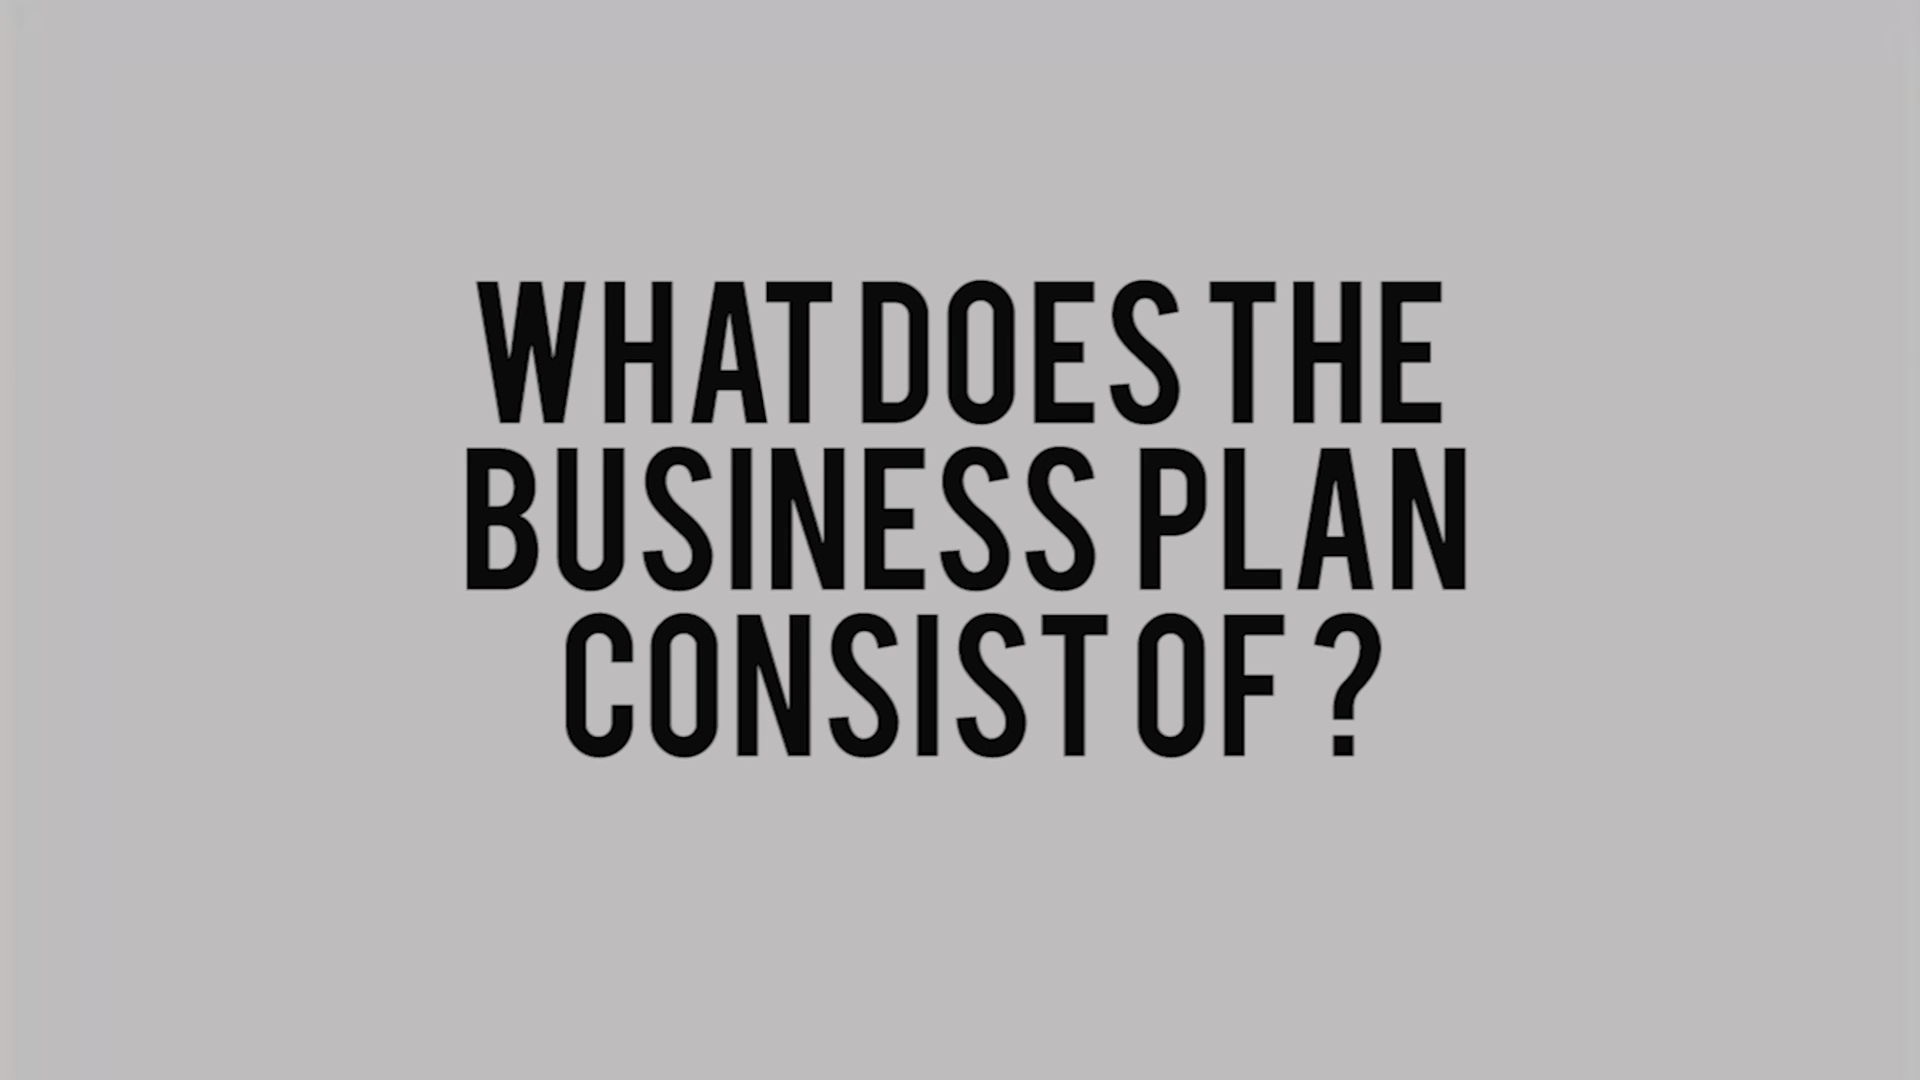 WHAT DOES THE
BUSINESS PLAN
CONSIST OF ?